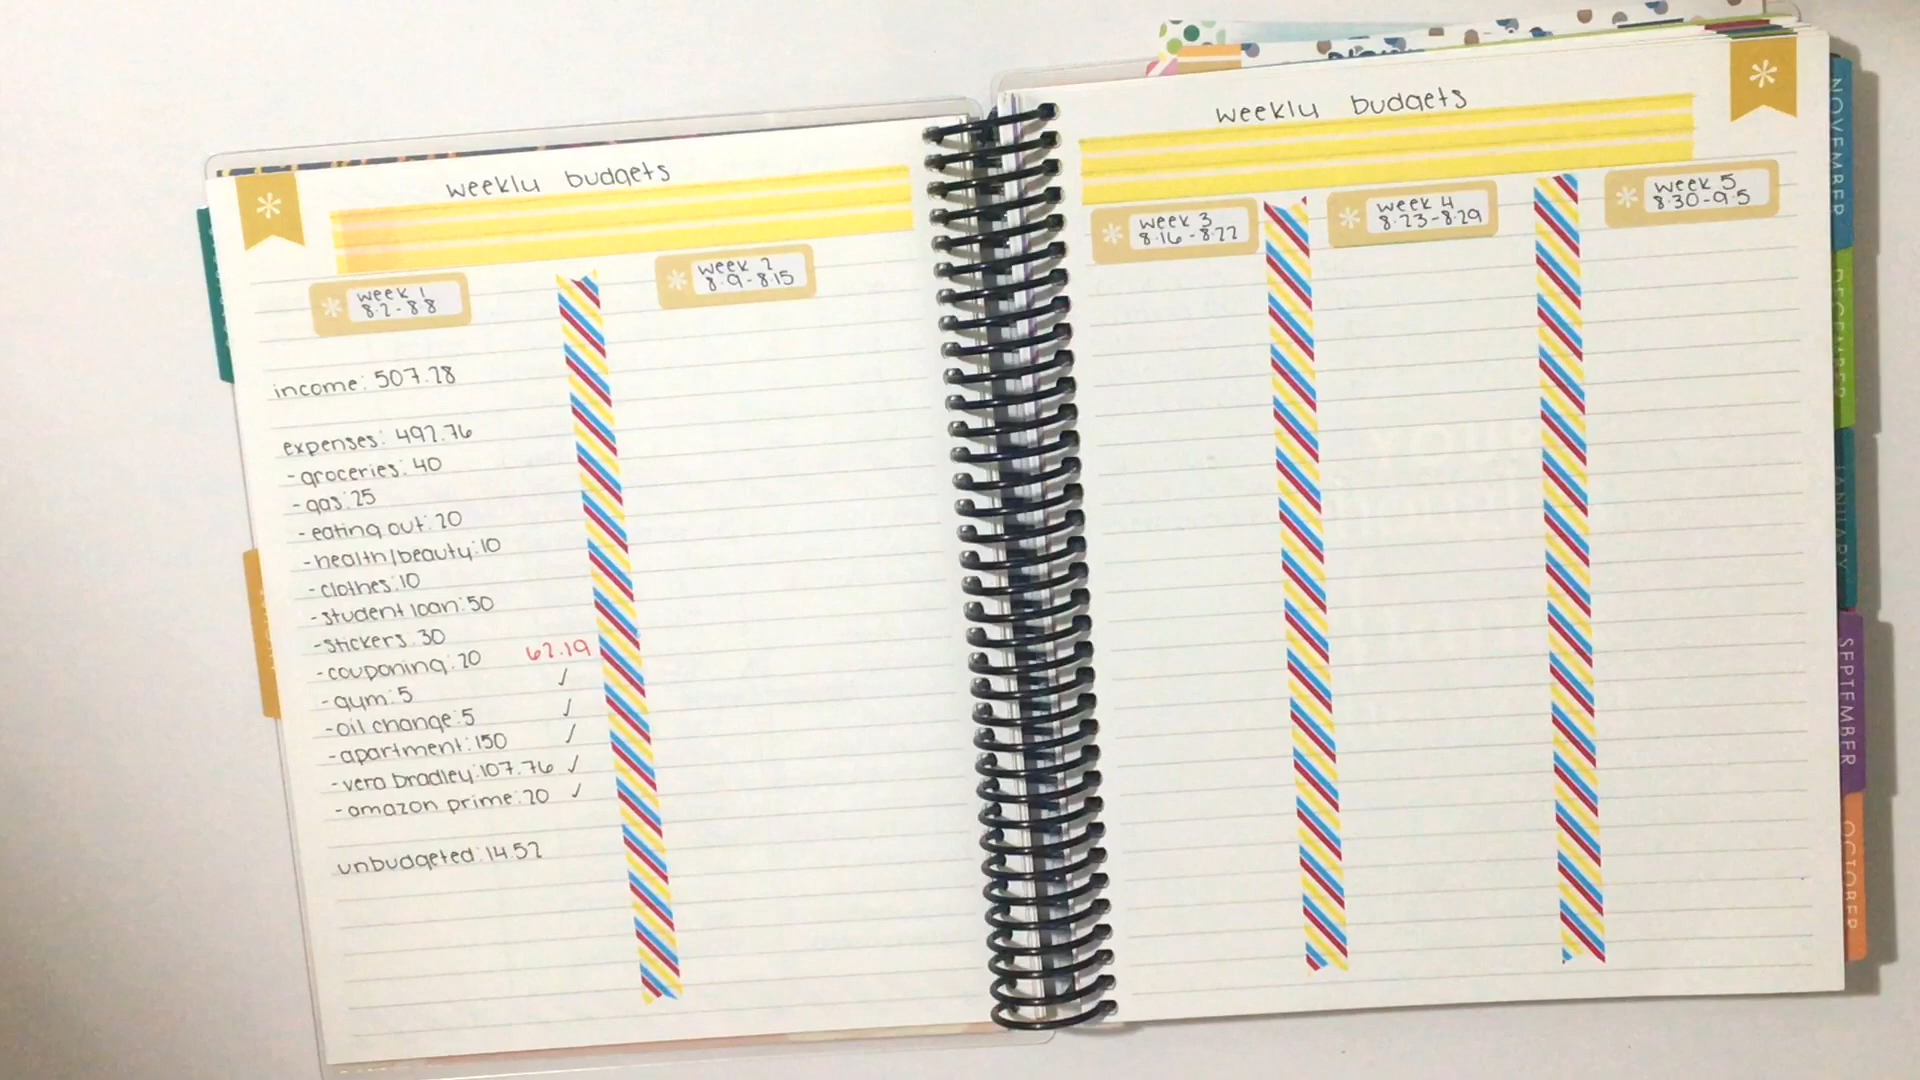 weekly budgets
week 1
8.2-8.8
week 2
8.9-8.15
income: 507.28
expenses: 492.76
-groceries: 40
-gas: 25
-eating out: 20
-health/beauty: 10
-clothes: 10
-student loan: 50
-stickers: 30
-couponing: 20 62.19
-gym: 5 ✓
-oil change: 5 ✓
-apartment: 150 ✓
-vera bradley: 107.76 ✓
-amazon prime: 20 ✓
unbudgeted: 14.52
weekly budgets
week 3
8.16-8.22
week 4
8.23-8.29
week 5
8.30-9.5
NOVEMBER
DECEMBER
JANUARY
SEPTEMBER
OCTOBER